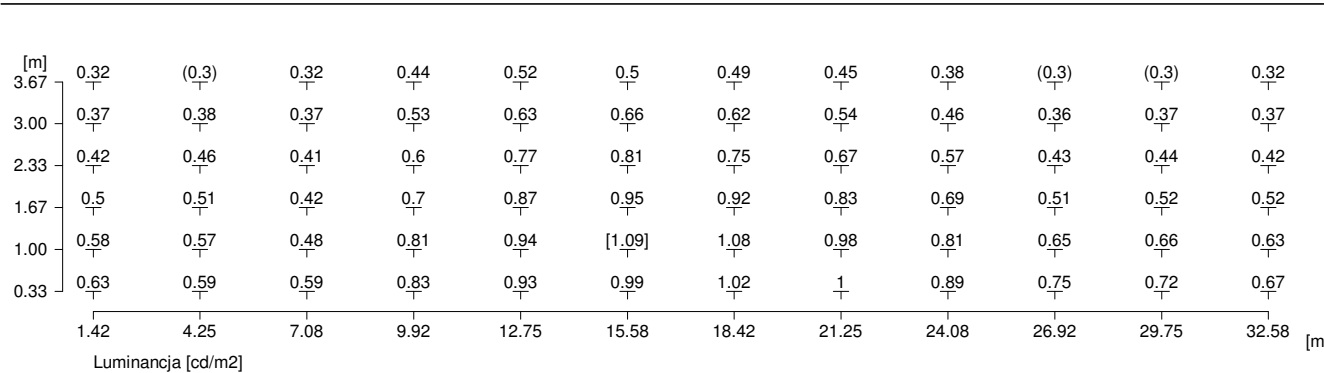 [m]
3.67 0.32 (0.3) 0.32 0.44 0.52 0.5 0.49 0.45 0.38 (0.3) (0.3) 0.32
3.00 0.37 0.38 0.37 0.53 0.63 0.66 0.62 0.54 0.46 0.36 0.37 0.37
2.33 0.42 0.46 0.41 0.6 0.77 0.81 0.75 0.67 0.57 0.43 0.44 0.42
1.67 0.5 0.51 0.42 0.7 0.87 0.95 0.92 0.83 0.69 0.51 0.52 0.52
1.00 0.58 0.57 0.48 0.81 0.94 [1.09] 1.08 0.98 0.81 0.65 0.66 0.63
0.33 0.63 0.59 0.59 0.83 0.93 0.99 1.02 1 0.89 0.75 0.72 0.67
1.42 4.25 7.08 9.92 12.75 15.58 18.42 21.25 24.08 26.92 29.75 32.58 [m
Luminancja [cd/m2]